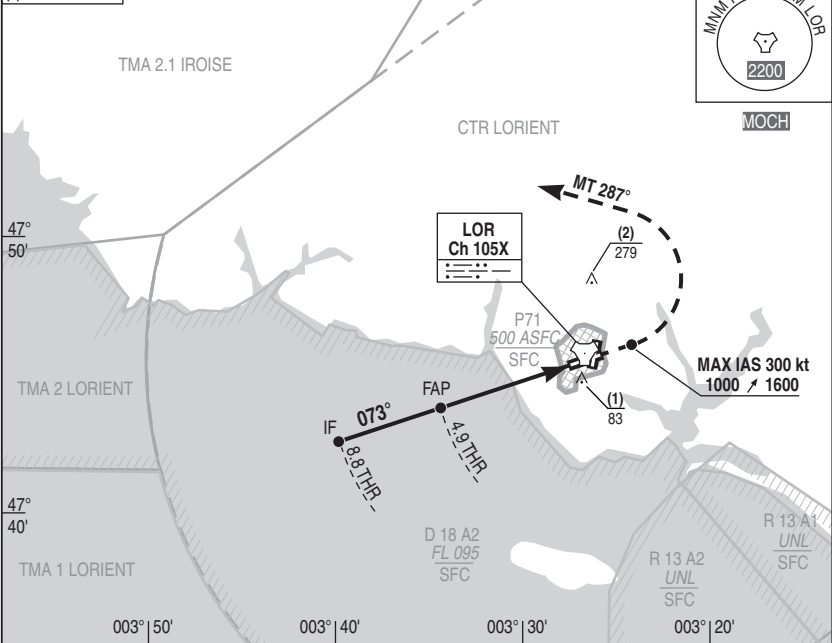 TMA 2.1 IROISE
2200
MOCH
CTR LORIENT
MT 287°
47°
50'
LOR
Ch 105X
(2)
279
P71
500 ASFC
SFC
MAX IAS 300 kt
1000 ↗ 1600
TMA 2 LORIENT
FAP
073°
IF
(1)
83
4.9 THR
8.8 THR
47°
40'
D 18 A2
FL 095
SFC
R 13 A1
UNL
SFC
R 13 A2
UNL
SFC
TMA 1 LORIENT
003° 50'
003° 40'
003° 30'
003° 20'